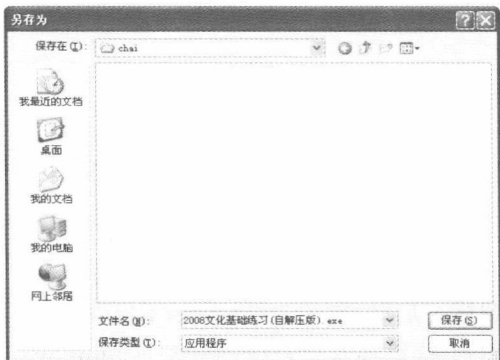 另存为
保存在(I): chai
我最近的文档
桌面
我的文档
我的电脑
网上邻居
文件名(N): 2008文化基础练习(自解压版).exe 保存(S)
保存类型(T): 应用程序 取消